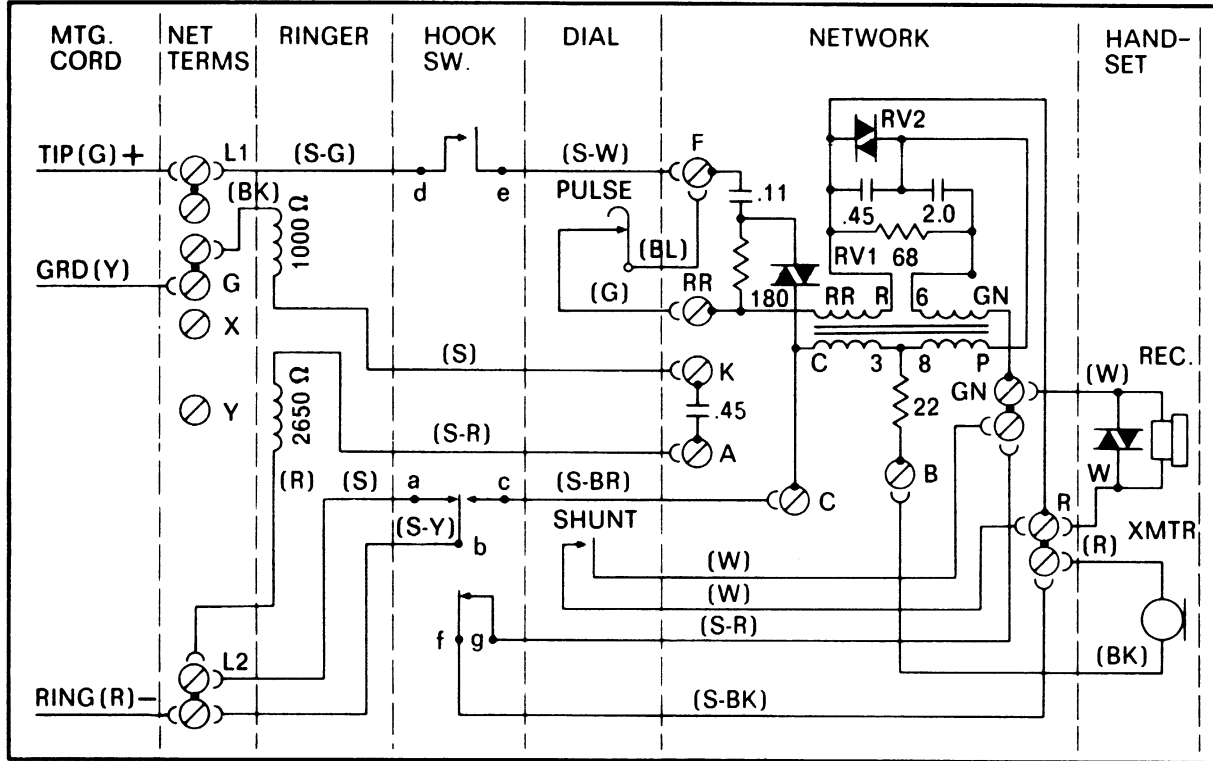 MTG.
CORD
NET
TERMS
RINGER
HOOK
SW.
DIAL
NETWORK
HAND-
SET
TIP (G) +
L1
(S-G)
(BK)
1000 Ω
d
e
(S-W)
PULSE
(BL)
(G)
F
RR
.11
180
RV2
.45
2.0
RV1
68
RR
R
6
GN
C
3
8
P
GRD (Y)
G
X
Y
(S)
2650 Ω
(S-R)
K
.45
A
22
B
GN
(W)
REC.
W
(R)
(S)
a
c
(S-BR)
C
R
(S-Y)
b
SHUNT
(W)
(W)
XMTR
(R)
f
g
(S-R)
(BK)
L2
RING (R) −
(S-BK)